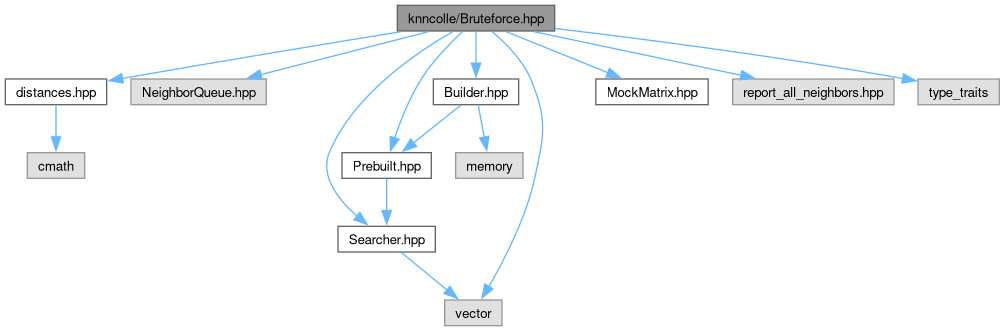 knncolle/Bruteforce.hpp
distances.hpp
NeighborQueue.hpp
Builder.hpp
MockMatrix.hpp
report_all_neighbors.hpp
type_traits
cmath
Prebuilt.hpp
memory
Searcher.hpp
vector